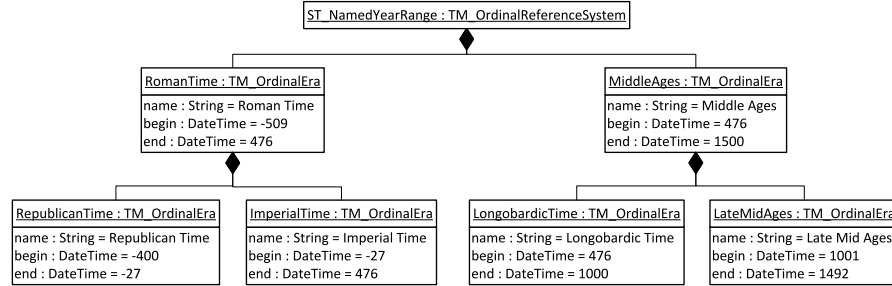 ST_NamedYearRange : TM_OrdinalReferenceSystem
RomanTime : TM_OrdinalEra
name : String = Roman Time
begin : DateTime = -509
end : DateTime = 476
MiddleAges : TM_OrdinalEra
name : String = Middle Ages
begin : DateTime = 476
end : DateTime = 1500
RepublicanTime : TM_OrdinalEra
name : String = Republican Time
begin : DateTime = -400
end : DateTime = -27
ImperialTime : TM_OrdinalEra
name : String = Imperial Time
begin : DateTime = -27
end : DateTime = 476
LongobardicTime : TM_OrdinalEra
name : String = Longobardic Time
begin : DateTime = 476
end : DateTime = 1000
LateMidAges : TM_OrdinalEra
name : String = Late Mid Ages
begin : DateTime = 1001
end : DateTime = 1492